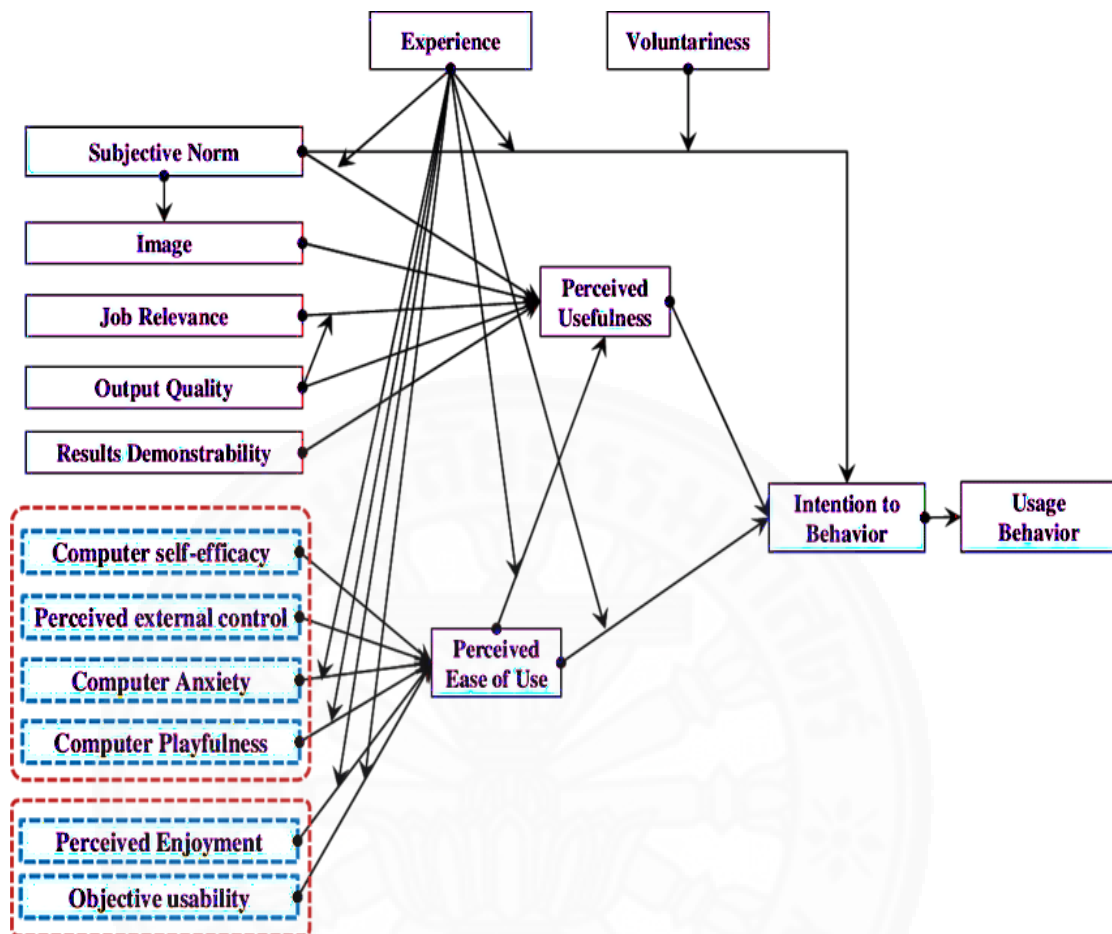 Experience
Voluntariness
Subjective Norm
Image
Job Relevance
Output Quality
Results Demonstrability
Perceived
Usefulness
Intention to
Behavior
Usage
Behavior
Computer self-efficacy
Perceived external control
Computer Anxiety
Computer Playfulness
Perceived
Ease of Use
Perceived Enjoyment
Objective usability